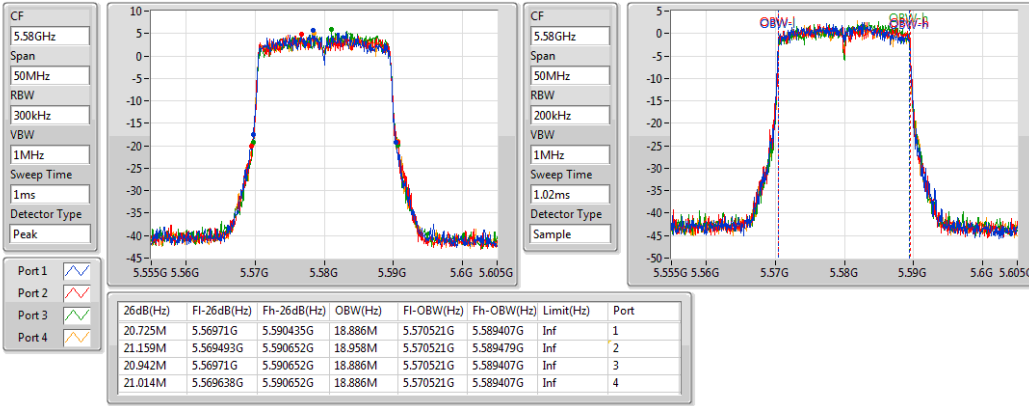 CF
5.58GHz
Span
50MHz
RBW
300kHz
VBW
1MHz
Sweep Time
1ms
Detector Type
Peak
10
5
0
-5
-10
-15
-20
-25
-30
-35
-40
-45
5.555G 5.56G 5.57G 5.58G 5.59G 5.6G 5.605G
CF
5.58GHz
Span
50MHz
RBW
200kHz
VBW
1MHz
Sweep Time
1.02ms
Detector Type
Sample
OBW-l OBW-h
5
0
-5
-10
-15
-20
-25
-30
-35
-40
-45
-50
5.555G 5.56G 5.57G 5.58G 5.59G 5.6G 5.605G
Port 1
Port 2
Port 3
Port 4
26dB(Hz) Fl-26dB(Hz) Fh-26dB(Hz) OBW(Hz) Fl-OBW(Hz) Fh-OBW(Hz) Limit(Hz) Port
20.725M 5.56971G 5.590435G 18.886M 5.570521G 5.589407G Inf 1
21.159M 5.569493G 5.590652G 18.958M 5.570521G 5.589479G Inf 2
20.942M 5.56971G 5.590652G 18.886M 5.570521G 5.589407G Inf 3
21.014M 5.569638G 5.590652G 18.886M 5.570521G 5.589407G Inf 4